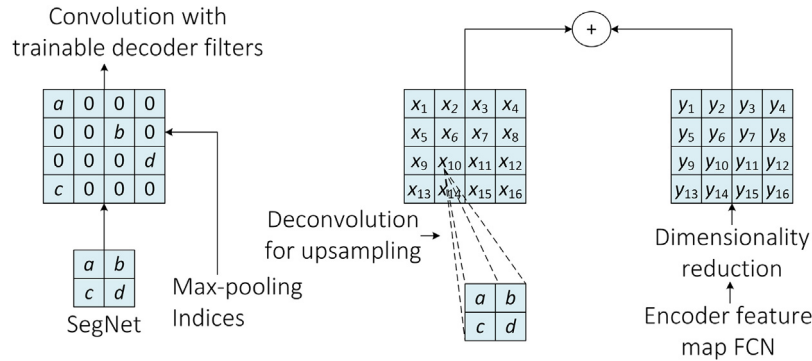 Convolution with
trainable decoder filters
a 0 0 0
0 0 b 0
0 0 0 d
c 0 0 0
a b
c d
SegNet
Max-pooling
Indices
+
x1 x2 x3 x4
x5 x6 x7 x8
x9 x10 x11 x12
x13 x14 x15 x16
Deconvolution
for upsampling
a b
c d
y1 y2 y3 y4
y5 y6 y7 y8
y9 y10 y11 y12
y13 y14 y15 y16
Dimensionality
reduction
Encoder feature
map FCN